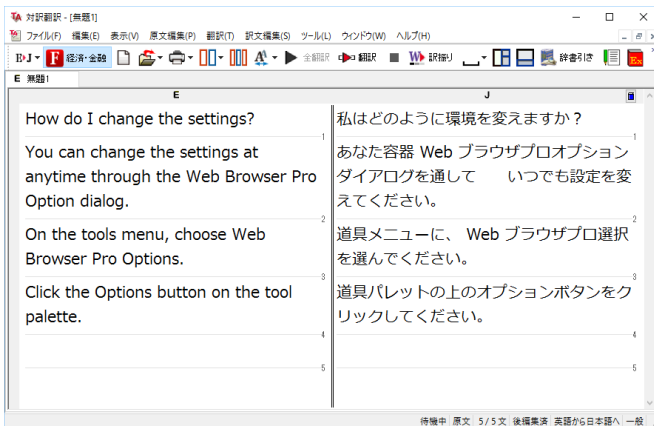 対訳翻訳 - [無題1]
ファイル(F) 編集(E) 表示(V) 原文編集(P) 翻訳(T) 訳文編集(S) ツール(L) ウィンドウ(W) ヘルプ(H)
E›J F 経済・金融 全翻訳 翻訳 訳振り 辞書引き Ex
E 無題1
E J
How do I change the settings? 私はどのように環境を変えますか？
1 1
You can change the settings at あなた容器 Web ブラウザプロオプション
anytime through the Web Browser Pro ダイアログを通して いつでも設定を変
Option dialog. えてください。
2 2
On the tools menu, choose Web 道具メニューに、 Web ブラウザプロ選択
Browser Pro Options. を選んでください。
3 3
Click the Options button on the tool 道具パレットの上のオプションボタンをク
palette. リックしてください。
4 4
5 5
待機中 原文 5/5文 後編集済 英語から日本語へ 一般